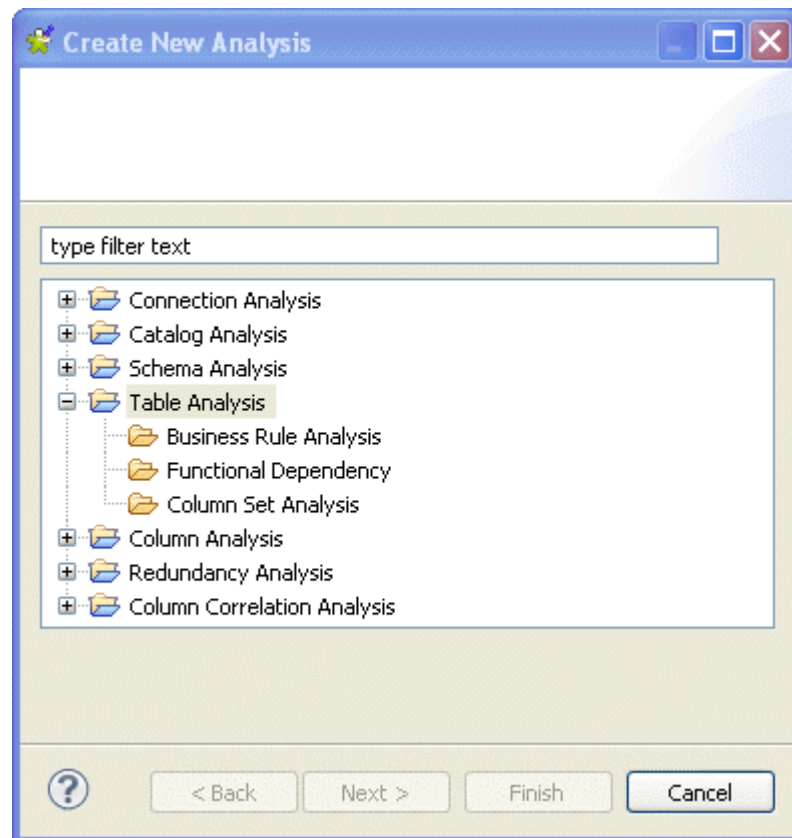 Create New Analysis
type filter text
Connection Analysis
Catalog Analysis
Schema Analysis
Table Analysis
Business Rule Analysis
Functional Dependency
Column Set Analysis
Column Analysis
Redundancy Analysis
Column Correlation Analysis
? < Back Next > Finish Cancel